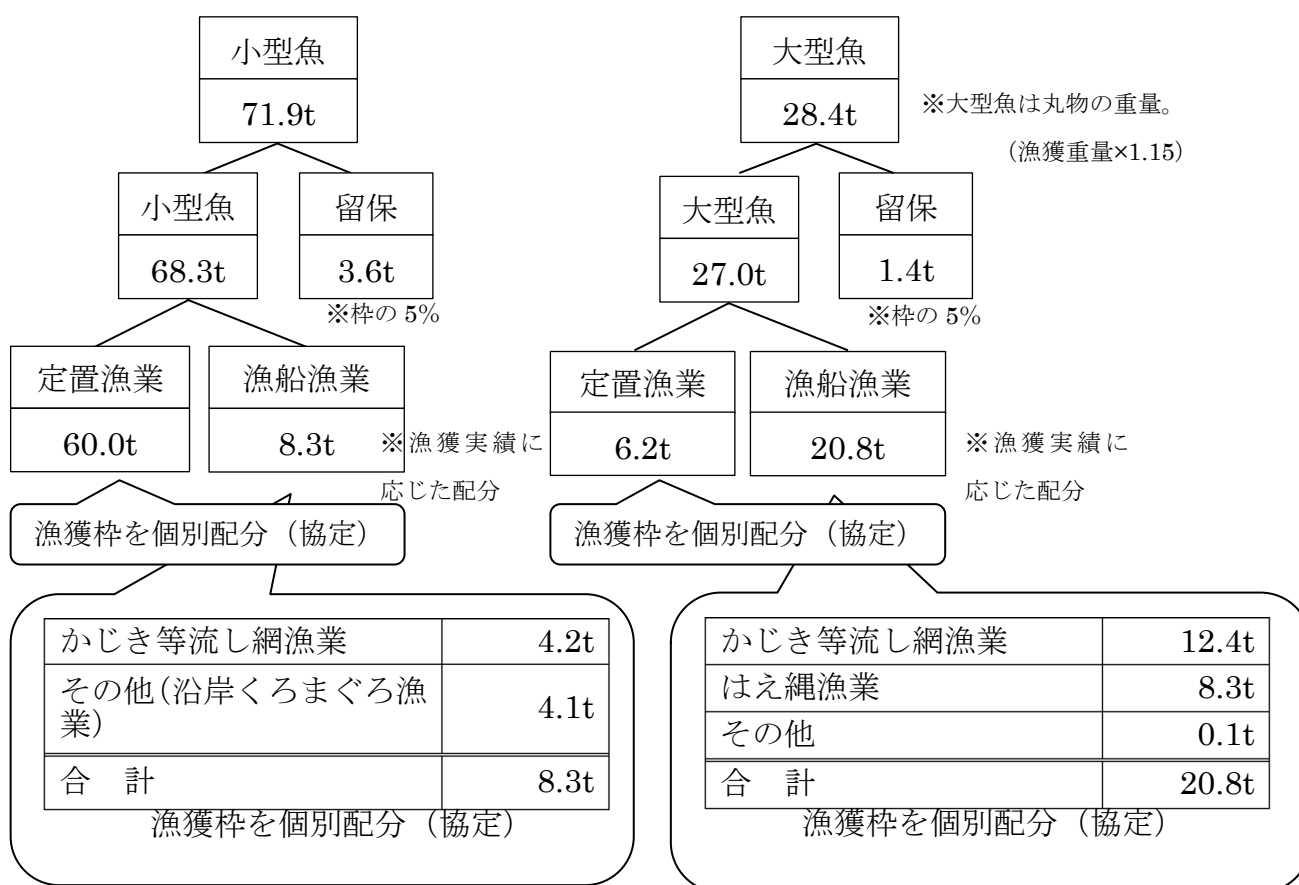 小型魚
71.9t
小型魚
68.3t
留保
3.6t
※枠の 5%
定置漁業
60.0t
漁船漁業
8.3t
※漁獲実績に
応じた配分
漁獲枠を個別配分（協定）
かじき等流し網漁業 4.2t
その他（沿岸くろまぐろ漁
業） 4.1t
合　計 8.3t
漁獲枠を個別配分（協定）
大型魚
28.4t
※大型魚は丸物の重量。
（漁獲重量×1.15）
大型魚
27.0t
留保
1.4t
※枠の 5%
定置漁業
6.2t
漁船漁業
20.8t
※漁獲実績に
応じた配分
漁獲枠を個別配分（協定）
かじき等流し網漁業 12.4t
はえ縄漁業 8.3t
その他 0.1t
合　計 20.8t
漁獲枠を個別配分（協定）